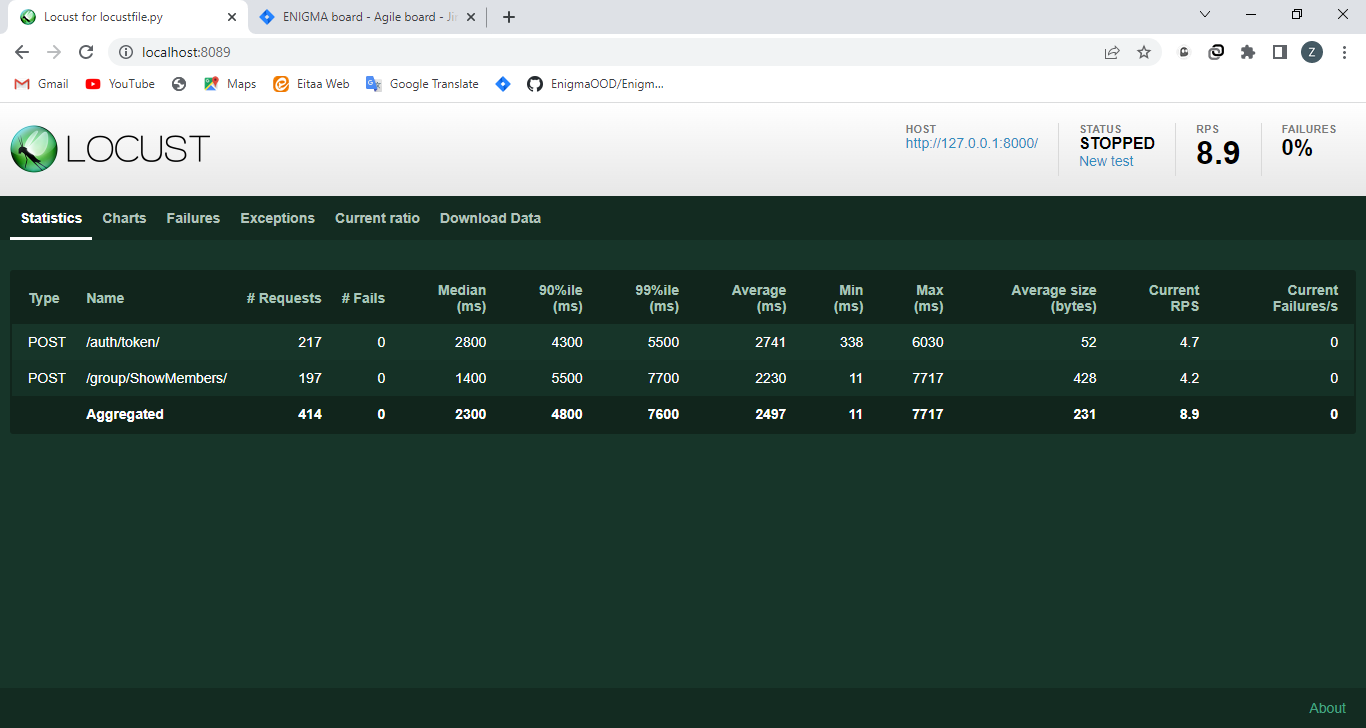 Locust for locustfile.py
ENIGMA board - Agile board - Ji
localhost:8089
Z
Gmail YouTube Maps Eitaa Web Google Translate EnigmaOOD/Enigm...
LOCUST
HOST
http://127.0.0.1:8000/
STATUS
STOPPED
New test
RPS
8.9
FAILURES
0%
Statistics Charts Failures Exceptions Current ratio Download Data
Type Name # Requests # Fails Median (ms) 90%ile (ms) 99%ile (ms) Average (ms) Min (ms) Max (ms) Average size (bytes) Current RPS Current Failures/s
POST /auth/token/ 217 0 2800 4300 5500 2741 338 6030 52 4.7 0
POST /group/ShowMembers/ 197 0 1400 5500 7700 2230 11 7717 428 4.2 0
Aggregated 414 0 2300 4800 7600 2497 11 7717 231 8.9 0
About